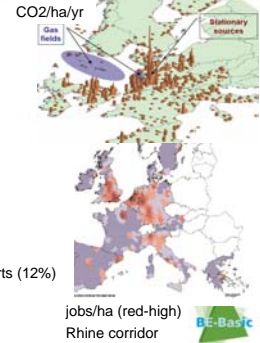 CO2/ha/yr
Gas fields
Stationary sources
rts (12%)
jobs/ha (red-high)
Rhine corridor
BE-Basic